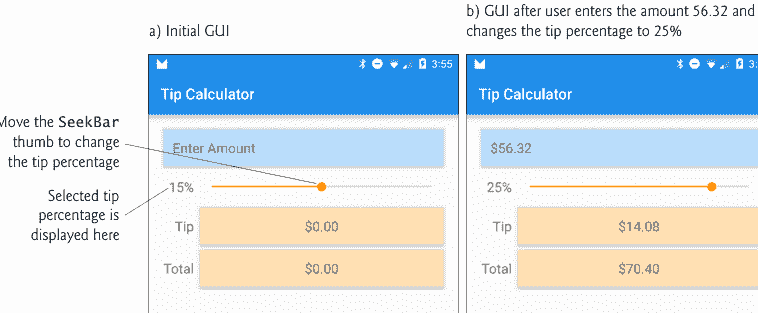 a) Initial GUI
b) GUI after user enters the amount 56.32 and
changes the tip percentage to 25%
3:55
Tip Calculator
Enter Amount
15%
Tip
$0.00
Total
$0.00
Move the SeekBar
thumb to change
the tip percentage
Selected tip
percentage is
displayed here
Tip Calculator
$56.32
25%
Tip
$14.08
Total
$70.40